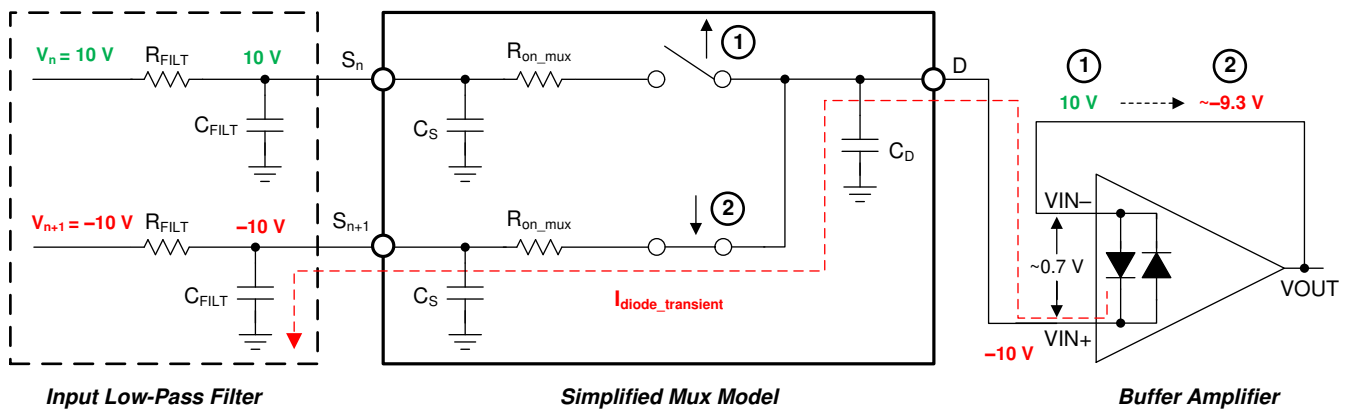 Vn = 10 V
RFILT
10 V
Sn
Ron_mux
1
D
1
2
10 V
~–9.3 V
CFILT
CS
CD
Vn+1 = –10 V
RFILT
–10 V
Sn+1
Ron_mux
2
VIN–
~0.7 V
VOUT
CFILT
CS
Idiode_transient
VIN+
–10 V
Input Low-Pass Filter
Simplified Mux Model
Buffer Amplifier